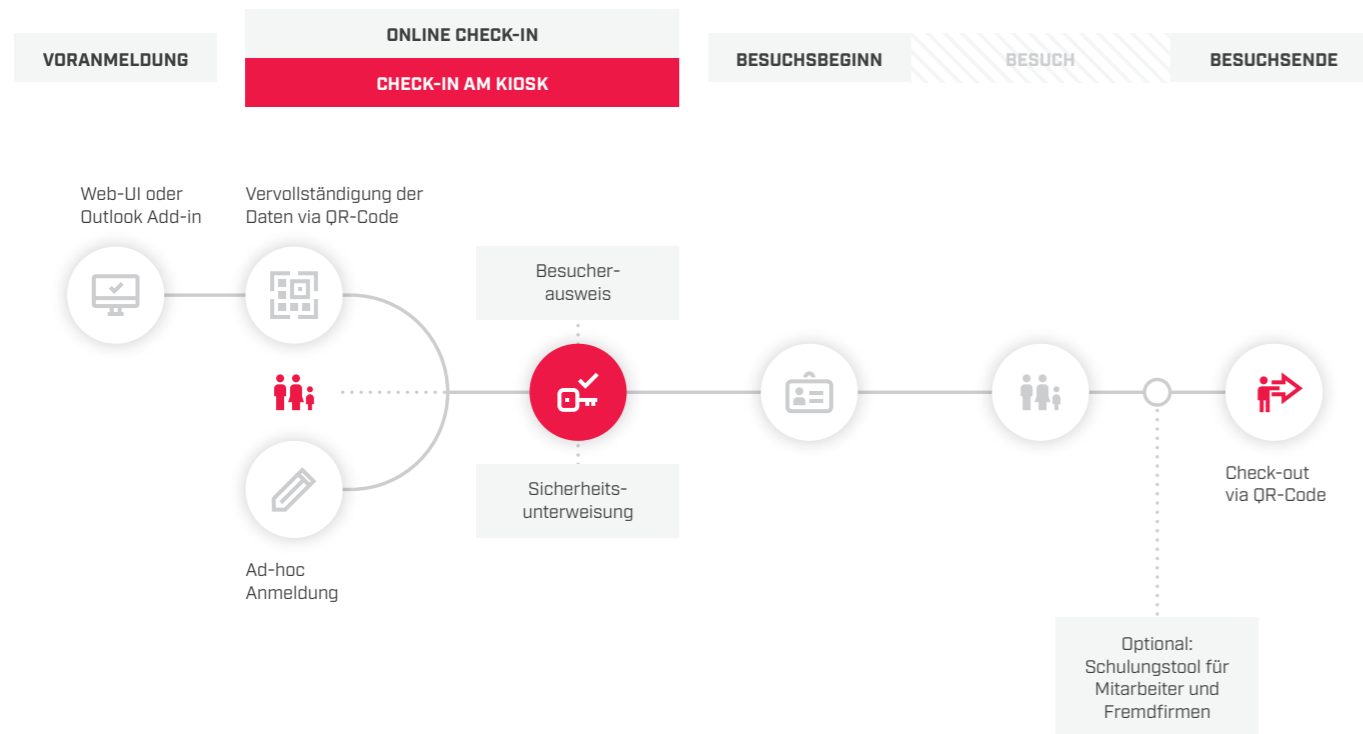 VORANMELDUNG
ONLINE CHECK-IN
CHECK-IN AM KIOSK
BESUCHSBEGINN
BESUCH
BESUCHSENDE
Web-UI oder
Outlook Add-in
Vervollständigung der
Daten via QR-Code
Besucher-
ausweis
Sicherheits-
unterweisung
Ad-hoc
Anmeldung
Check-out
via QR-Code
Optional:
Schulungstool für
Mitarbeiter und
Fremdfirmen